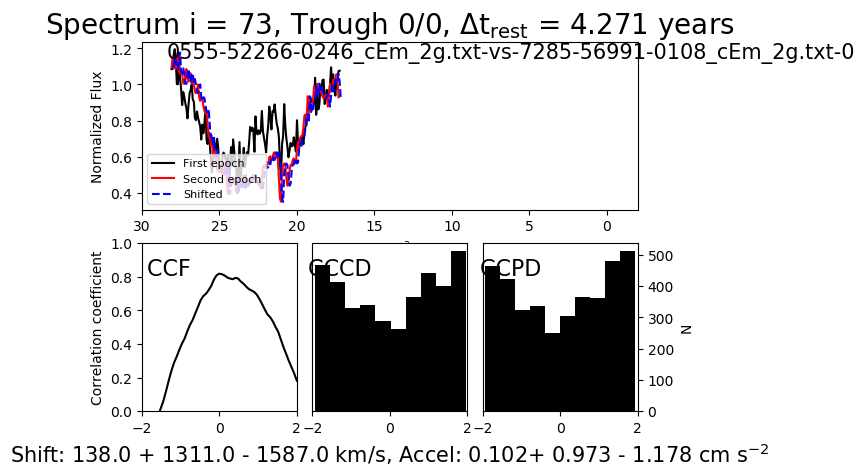 Spectrum i = 73, Trough 0/0, Δt_rest = 4.271 years
0555-52266-0246_cEm_2g.txt-vs-7285-56991-0108_cEm_2g.txt-0
Normalized Flux
1.2
1.0
0.8
0.6
0.4
First epoch
Second epoch
Shifted
30 25 20 15 10 5 0
Correlation coefficient
1.0
0.8
0.6
0.4
0.2
0.0
CCF
−2 0 2
CCCD
−2 0 2
CCPD
−2 0 2
500
400
300
200
100
0
N
Shift: 138.0 + 1311.0 - 1587.0 km/s, Accel: 0.102+ 0.973 - 1.178 cm s⁻²